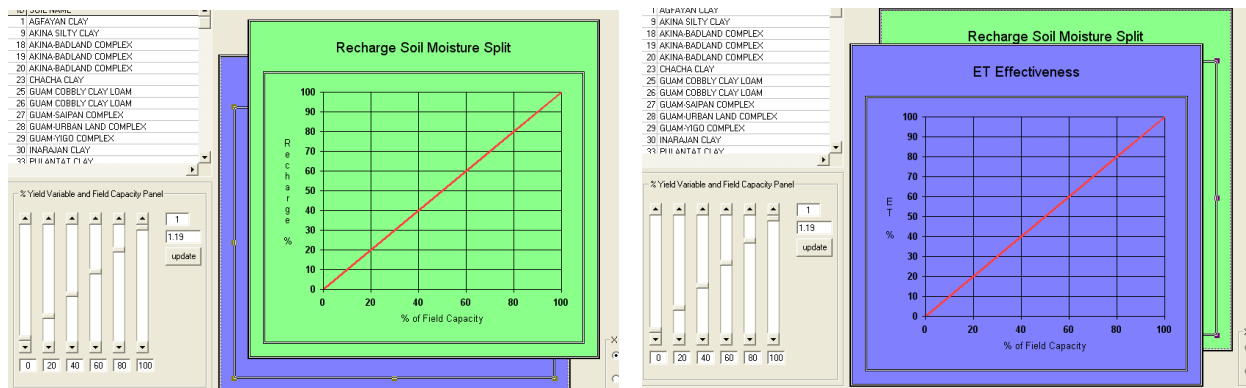 ID SOIL NAME
1 AGFAYAN CLAY
9 AKINA SILTY CLAY
18 AKINA-BADLAND COMPLEX
19 AKINA-BADLAND COMPLEX
20 AKINA-BADLAND COMPLEX
23 CHACHA CLAY
25 GUAM COBBLY CLAY LOAM
26 GUAM COBBLY CLAY LOAM
27 GUAM-SAIPAN COMPLEX
28 GUAM-URBAN LAND COMPLEX
29 GUAM-YIGO COMPLEX
30 INARAJAN CLAY
33 PULANTAT CLAY
% Yield Variable and Field Capacity Panel
1
1.19
update
0 20 40 60 80 100
Recharge Soil Moisture Split
Recharge %
100
90
80
70
60
50
40
30
20
10
0
0 20 40 60 80 100
% of Field Capacity
X
1 AGFAYAN CLAY
9 AKINA SILTY CLAY
18 AKINA-BADLAND COMPLEX
19 AKINA-BADLAND COMPLEX
20 AKINA-BADLAND COMPLEX
23 CHACHA CLAY
25 GUAM COBBLY CLAY LOAM
26 GUAM COBBLY CLAY LOAM
27 GUAM-SAIPAN COMPLEX
28 GUAM-URBAN LAND COMPLEX
29 GUAM-YIGO COMPLEX
30 INARAJAN CLAY
33 PULANTAT CLAY
% Yield Variable and Field Capacity Panel
1
1.19
update
0 20 40 60 80 100
Recharge Soil Moisture Split
ET Effectiveness
ET %
100
90
80
70
60
50
40
30
20
10
0
0 20 40 60 80 100
% of Field Capacity